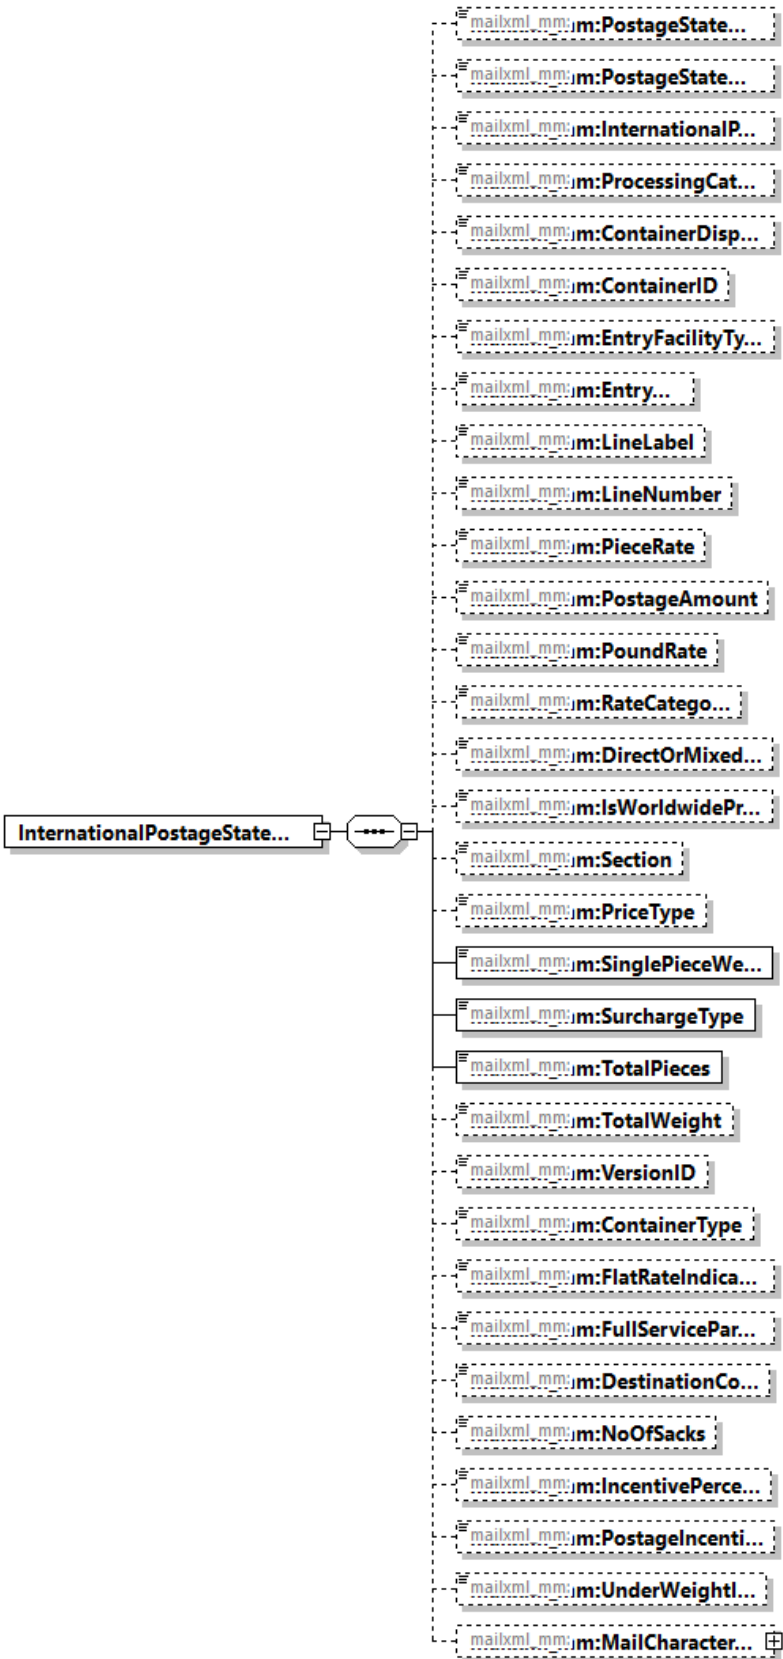 mailxml_mm:m:PostageState...
mailxml_mm:m:PostageState...
mailxml_mm:m:InternationalP...
mailxml_mm:m:ProcessingCat...
mailxml_mm:m:ContainerDisp...
mailxml_mm:m:ContainerID
mailxml_mm:m:EntryFacilityTy...
mailxml_mm:m:Entry...
mailxml_mm:m:LineLabel
mailxml_mm:m:LineNumber
mailxml_mm:m:PieceRate
mailxml_mm:m:PostageAmount
mailxml_mm:m:PoundRate
mailxml_mm:m:RateCatego...
mailxml_mm:m:DirectOrMixed...
mailxml_mm:m:IsWorldwidePr...
InternationalPostageState...
mailxml_mm:m:Section
mailxml_mm:m:PriceType
mailxml_mm:m:SinglePieceWe...
mailxml_mm:m:SurchargeType
mailxml_mm:m:TotalPieces
mailxml_mm:m:TotalWeight
mailxml_mm:m:VersionID
mailxml_mm:m:ContainerType
mailxml_mm:m:FlatRateIndica...
mailxml_mm:m:FullServicePar...
mailxml_mm:m:DestinationCo...
mailxml_mm:m:NoOfSacks
mailxml_mm:m:IncentivePerce...
mailxml_mm:m:PostageIncenti...
mailxml_mm:m:UnderWeightI...
mailxml_mm:m:MailCharacter...